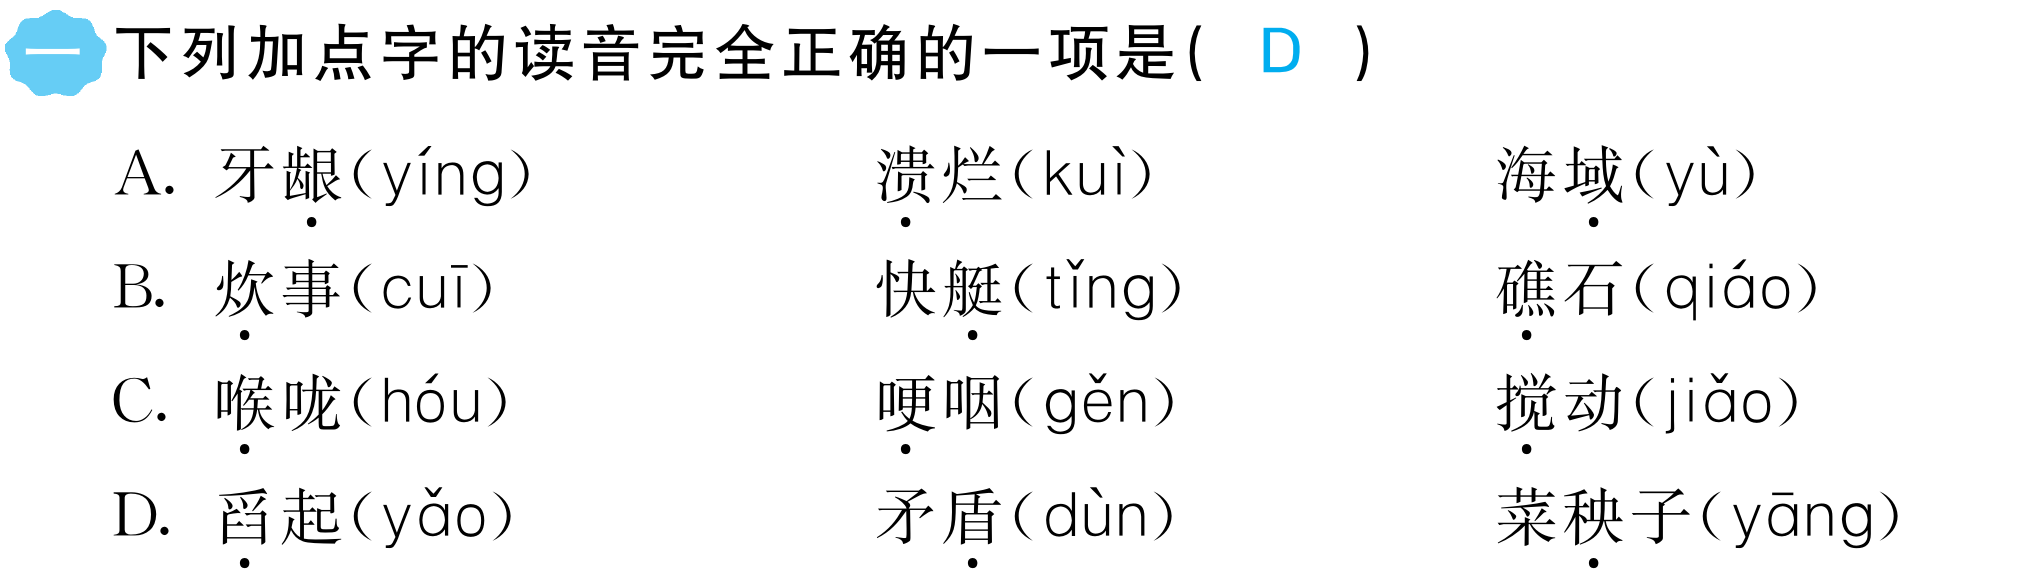 一 下列加点字的读音完全正确的一项是( D )
A. 牙龈(yíng) 溃烂(kuì) 海域(yù)
B. 炊事(cuī) 快艇(tǐng) 礁石(qiáo)
C. 喉咙(hóu) 哽咽(gěn) 搅动(jiǎo)
D. 舀起(yǎo) 矛盾(dùn) 菜秧子(yāng)